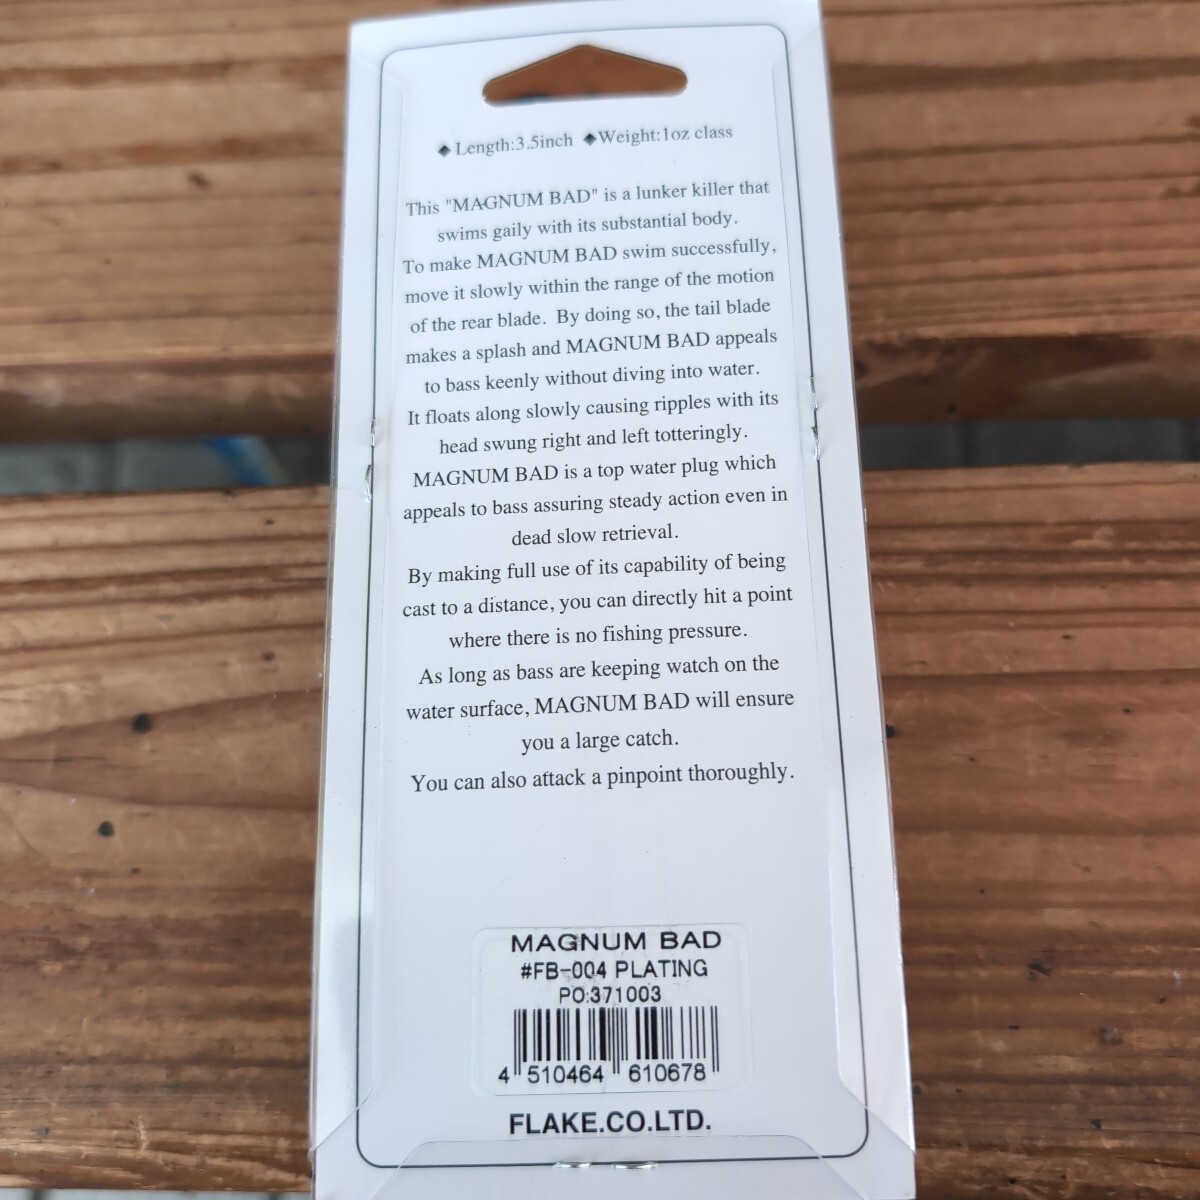 ◆Length:3.5inch ◆Weight:1oz class
This "MAGNUM BAD" is a lunker killer that
swims gaily with its substantial body.
To make MAGNUM BAD swim successfully,
move it slowly within the range of the motion
of the rear blade. By doing so, the tail blade
makes a splash and MAGNUM BAD appeals
to bass keenly without diving into water.
It floats along slowly causing ripples with its
head swung right and left totteringly.
MAGNUM BAD is a top water plug which
appeals to bass assuring steady action even in
dead slow retrieval.
By making full use of its capability of being
cast to a distance, you can directly hit a point
where there is no fishing pressure.
As long as bass are keeping watch on the
water surface, MAGNUM BAD will ensure
you a large catch.
You can also attack a pinpoint thoroughly.
MAGNUM BAD
#FB-004 PLATING
PO:371003
4 510464 610678
FLAKE.CO.LTD.